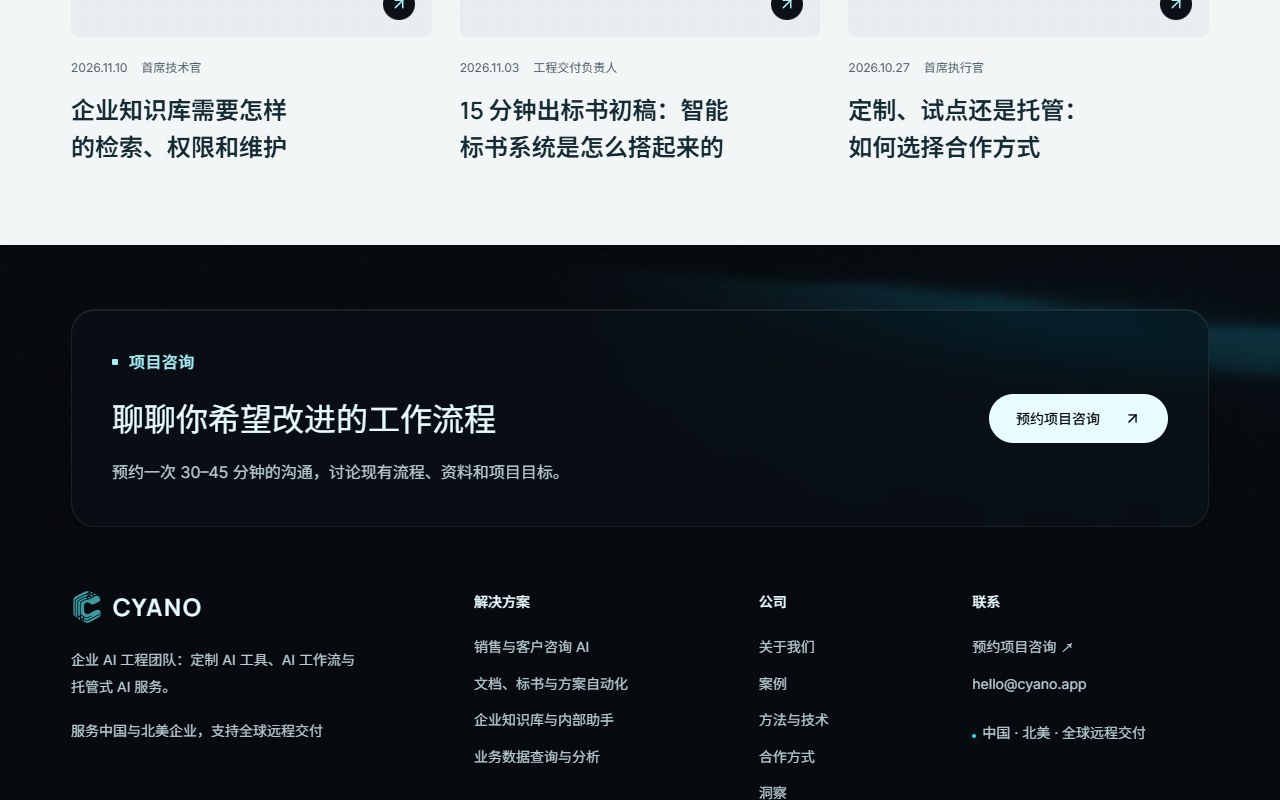 2026.11.10 首席技术官
企业知识库需要怎样
的检索、权限和维护
2026.11.03 工程交付负责人
15 分钟出标书初稿：智能
标书系统是怎么搭起来的
2026.10.27 首席执行官
定制、试点还是托管：
如何选择合作方式
项目咨询
聊聊你希望改进的工作流程
预约一次 30–45 分钟的沟通，讨论现有流程、资料和项目目标。
预约项目咨询
CYANO
企业 AI 工程团队：定制 AI 工具、AI 工作流与
托管式 AI 服务。
服务中国与北美企业，支持全球远程交付
解决方案
销售与客户咨询 AI
文档、标书与方案自动化
企业知识库与内部助手
业务数据查询与分析
公司
关于我们
案例
方法与技术
合作方式
洞察
联系
预约项目咨询 ↗
hello@cyano.app
中国 · 北美 · 全球远程交付